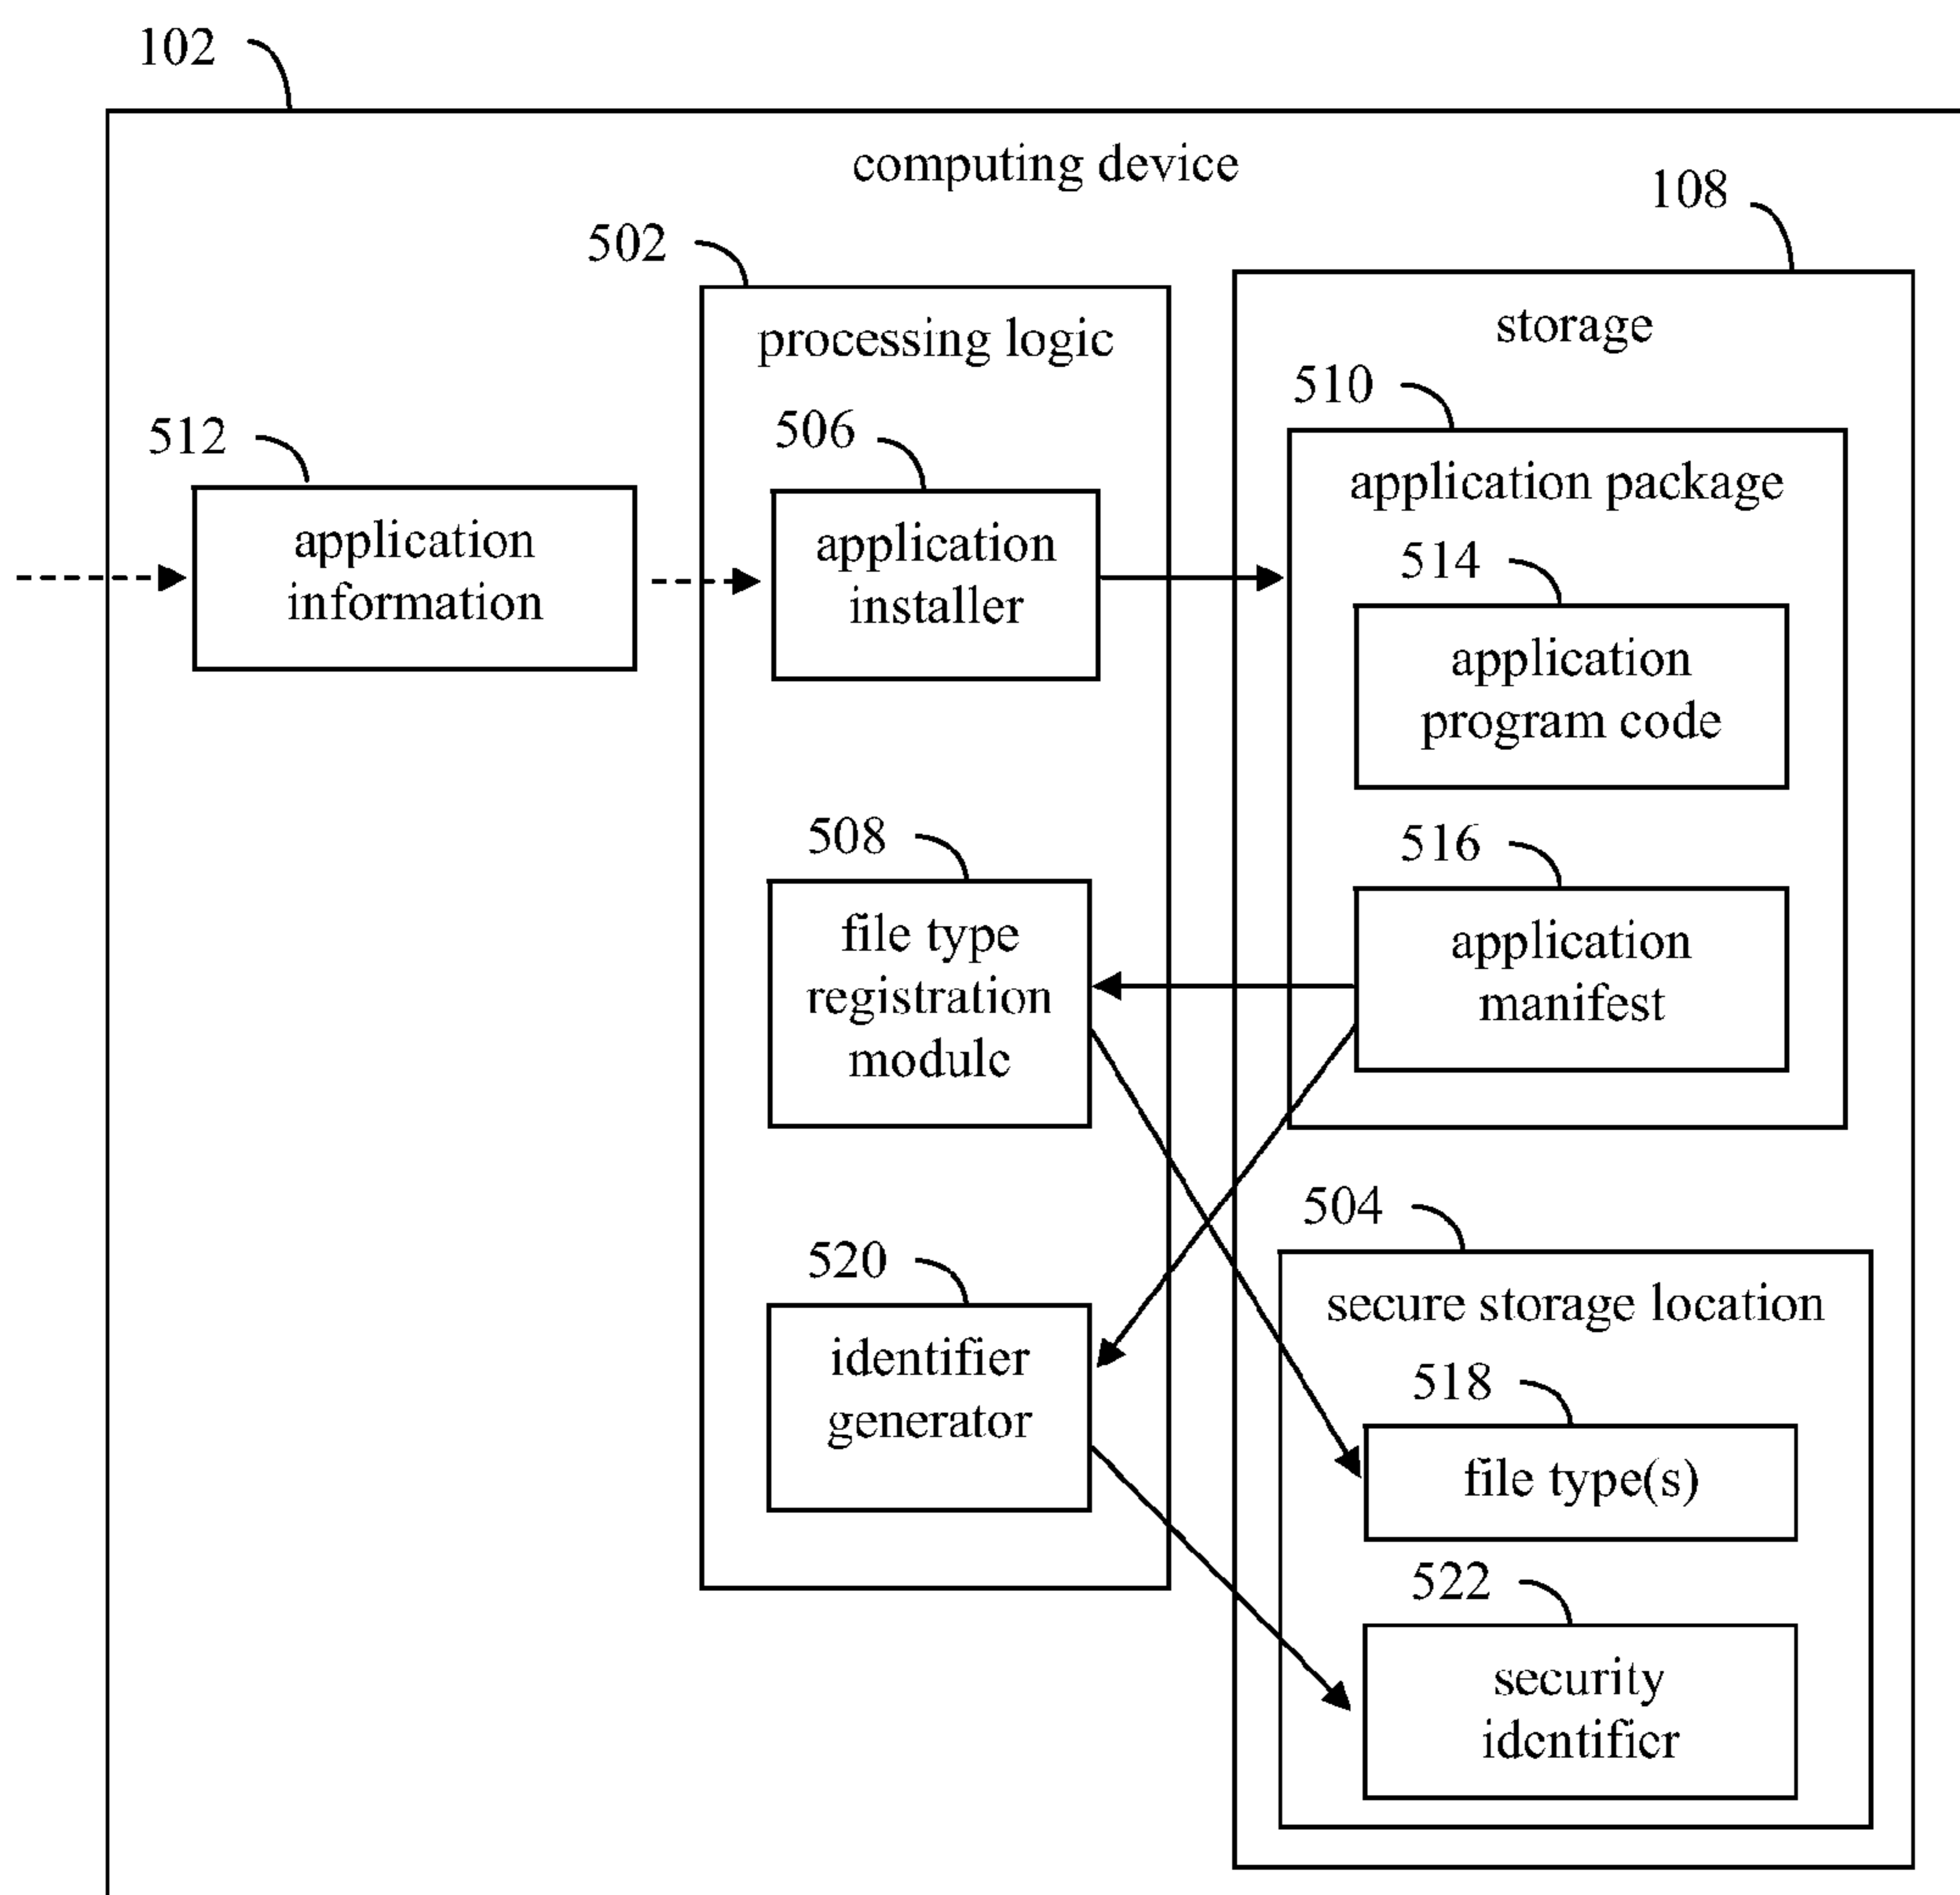 102
computing device
108
502
processing logic
storage
510
512
506
application package
application
information
application
installer
514
application
program code
508
516
file type
registration
module
application
manifest
504
520
secure storage location
identifier
generator
518
file type(s)
522
security
identifier